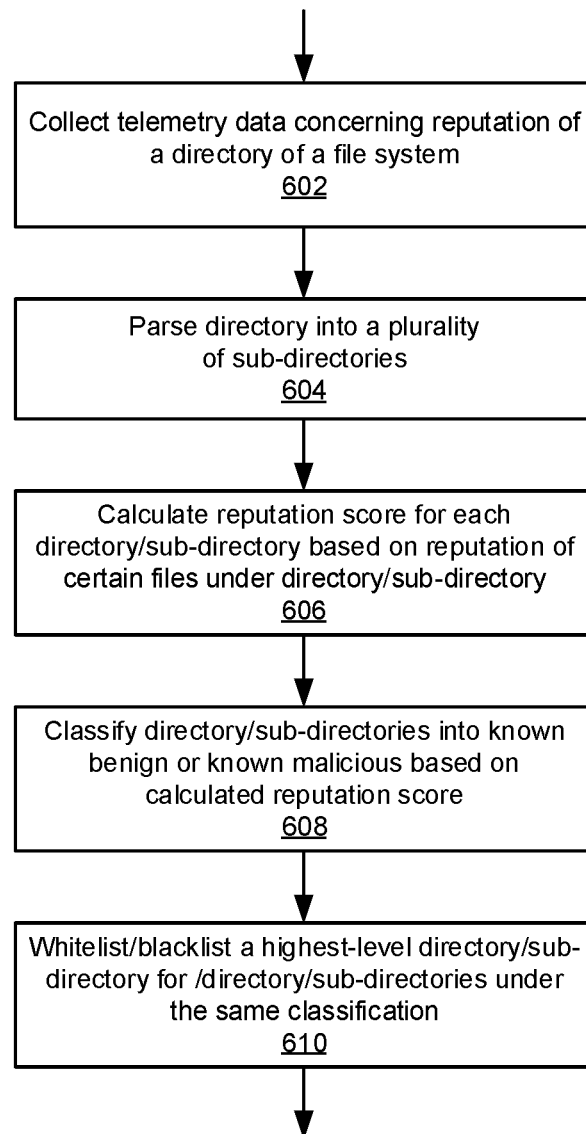 Collect telemetry data concerning reputation of
a directory of a file system
602
Parse directory into a plurality
of sub-directories
604
Calculate reputation score for each
directory/sub-directory based on reputation of
certain files under directory/sub-directory
606
Classify directory/sub-directories into known
benign or known malicious based on
calculated reputation score
608
Whitelist/blacklist a highest-level directory/sub-
directory for /directory/sub-directories under
the same classification
610